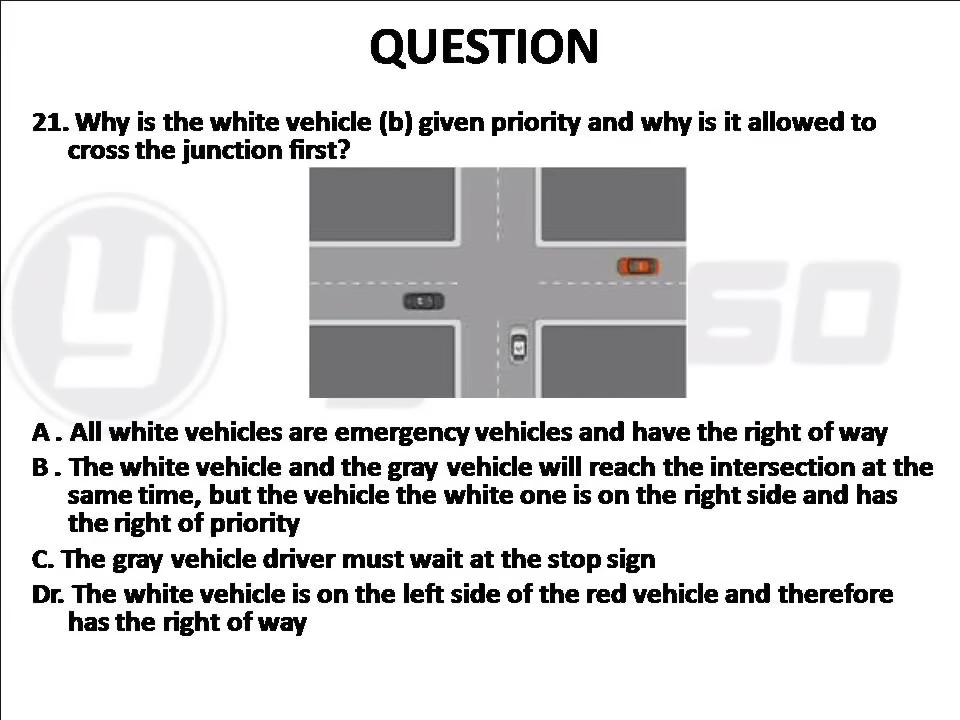 QUESTION
21. Why is the white vehicle (b) given priority and why is it allowed to
cross the junction first?
A . All white vehicles are emergency vehicles and have the right of way
B . The white vehicle and the gray vehicle will reach the intersection at the
same time, but the vehicle the white one is on the right side and has
the right of priority
C. The gray vehicle driver must wait at the stop sign
Dr. The white vehicle is on the left side of the red vehicle and therefore
has the right of way